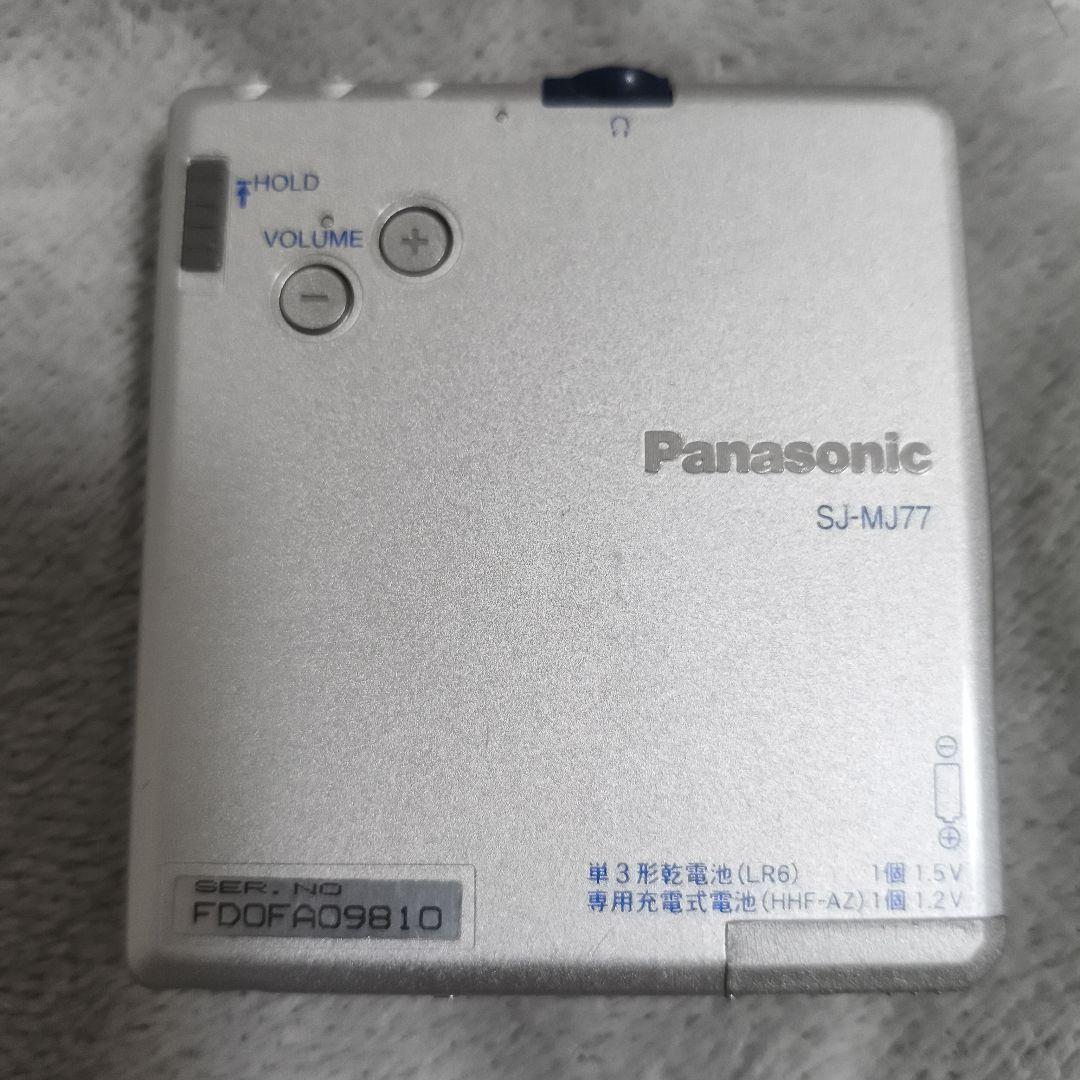 HOLD
VOLUME
+
−
Panasonic
SJ-MJ77
⊖
⊕
単3形乾電池(LR6) 1個 1.5V
専用充電式電池(HHF-AZ) 1個 1.2V
SER. NO
FD0FA09810